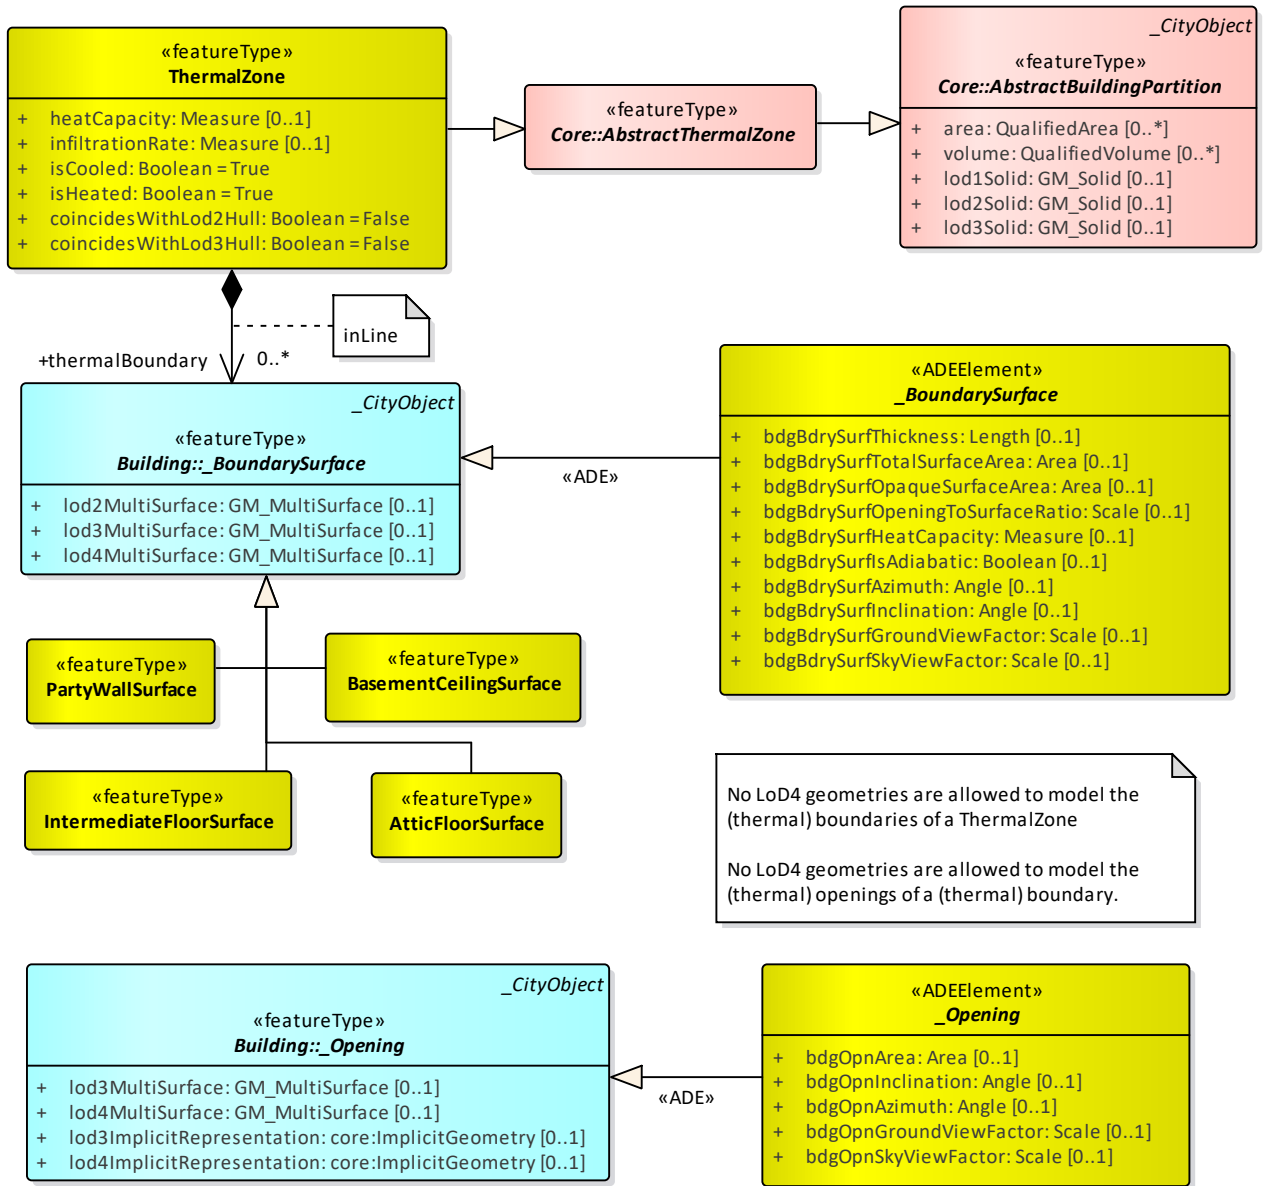 «featureType»
ThermalZone
+ heatCapacity: Measure [0..1]
+ infiltrationRate: Measure [0..1]
+ isCooled: Boolean = True
+ isHeated: Boolean = True
+ coincidesWithLod2Hull: Boolean = False
+ coincidesWithLod3Hull: Boolean = False
«featureType»
Core::AbstractThermalZone
_CityObject
«featureType»
Core::AbstractBuildingPartition
+ area: QualifiedArea [0..*]
+ volume: QualifiedVolume [0..*]
+ lod1Solid: GM_Solid [0..1]
+ lod2Solid: GM_Solid [0..1]
+ lod3Solid: GM_Solid [0..1]
inLine
+thermalBoundary 0..*
_CityObject
«featureType»
Building::_BoundarySurface
+ lod2MultiSurface: GM_MultiSurface [0..1]
+ lod3MultiSurface: GM_MultiSurface [0..1]
+ lod4MultiSurface: GM_MultiSurface [0..1]
«ADE»
«ADEElement»
_BoundarySurface
+ bdgBdrySurfThickness: Length [0..1]
+ bdgBdrySurfTotalSurfaceArea: Area [0..1]
+ bdgBdrySurfOpaqueSurfaceArea: Area [0..1]
+ bdgBdrySurfOpeningToSurfaceRatio: Scale [0..1]
+ bdgBdrySurfHeatCapacity: Measure [0..1]
+ bdgBdrySurfIsAdiabatic: Boolean [0..1]
+ bdgBdrySurfAzimuth: Angle [0..1]
+ bdgBdrySurfInclination: Angle [0..1]
+ bdgBdrySurfGroundViewFactor: Scale [0..1]
+ bdgBdrySurfSkyViewFactor: Scale [0..1]
«featureType»
PartyWallSurface
«featureType»
BasementCeilingSurface
«featureType»
IntermediateFloorSurface
«featureType»
AtticFloorSurface
No LoD4 geometries are allowed to model the
(thermal) boundaries of a ThermalZone
No LoD4 geometries are allowed to model the
(thermal) openings of a (thermal) boundary.
_CityObject
«featureType»
Building::_Opening
+ lod3MultiSurface: GM_MultiSurface [0..1]
+ lod4MultiSurface: GM_MultiSurface [0..1]
+ lod3ImplicitRepresentation: core:ImplicitGeometry [0..1]
+ lod4ImplicitRepresentation: core:ImplicitGeometry [0..1]
«ADE»
«ADEElement»
_Opening
+ bdgOpnArea: Area [0..1]
+ bdgOpnInclination: Angle [0..1]
+ bdgOpnAzimuth: Angle [0..1]
+ bdgOpnGroundViewFactor: Scale [0..1]
+ bdgOpnSkyViewFactor: Scale [0..1]